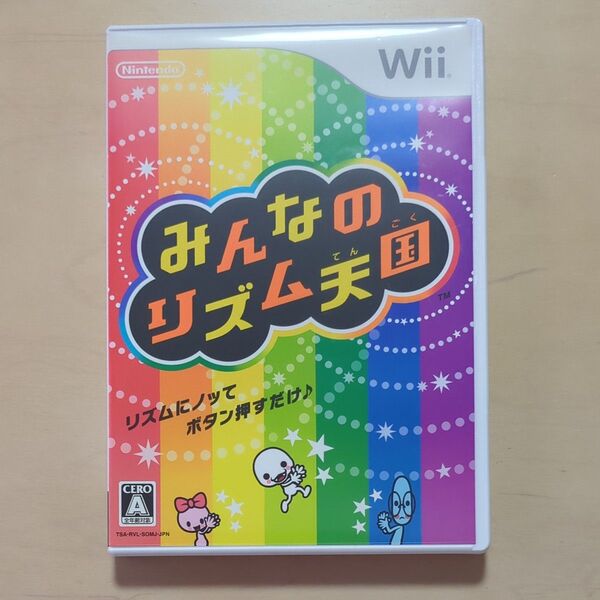 Nintendo
Wii
みんなの
リズム天国
てん
ごく
TM
リズムにノッて
ボタン押すだけ♪
CERO
A
全年齢対象
TSA-RVL-SOMJ-JPN